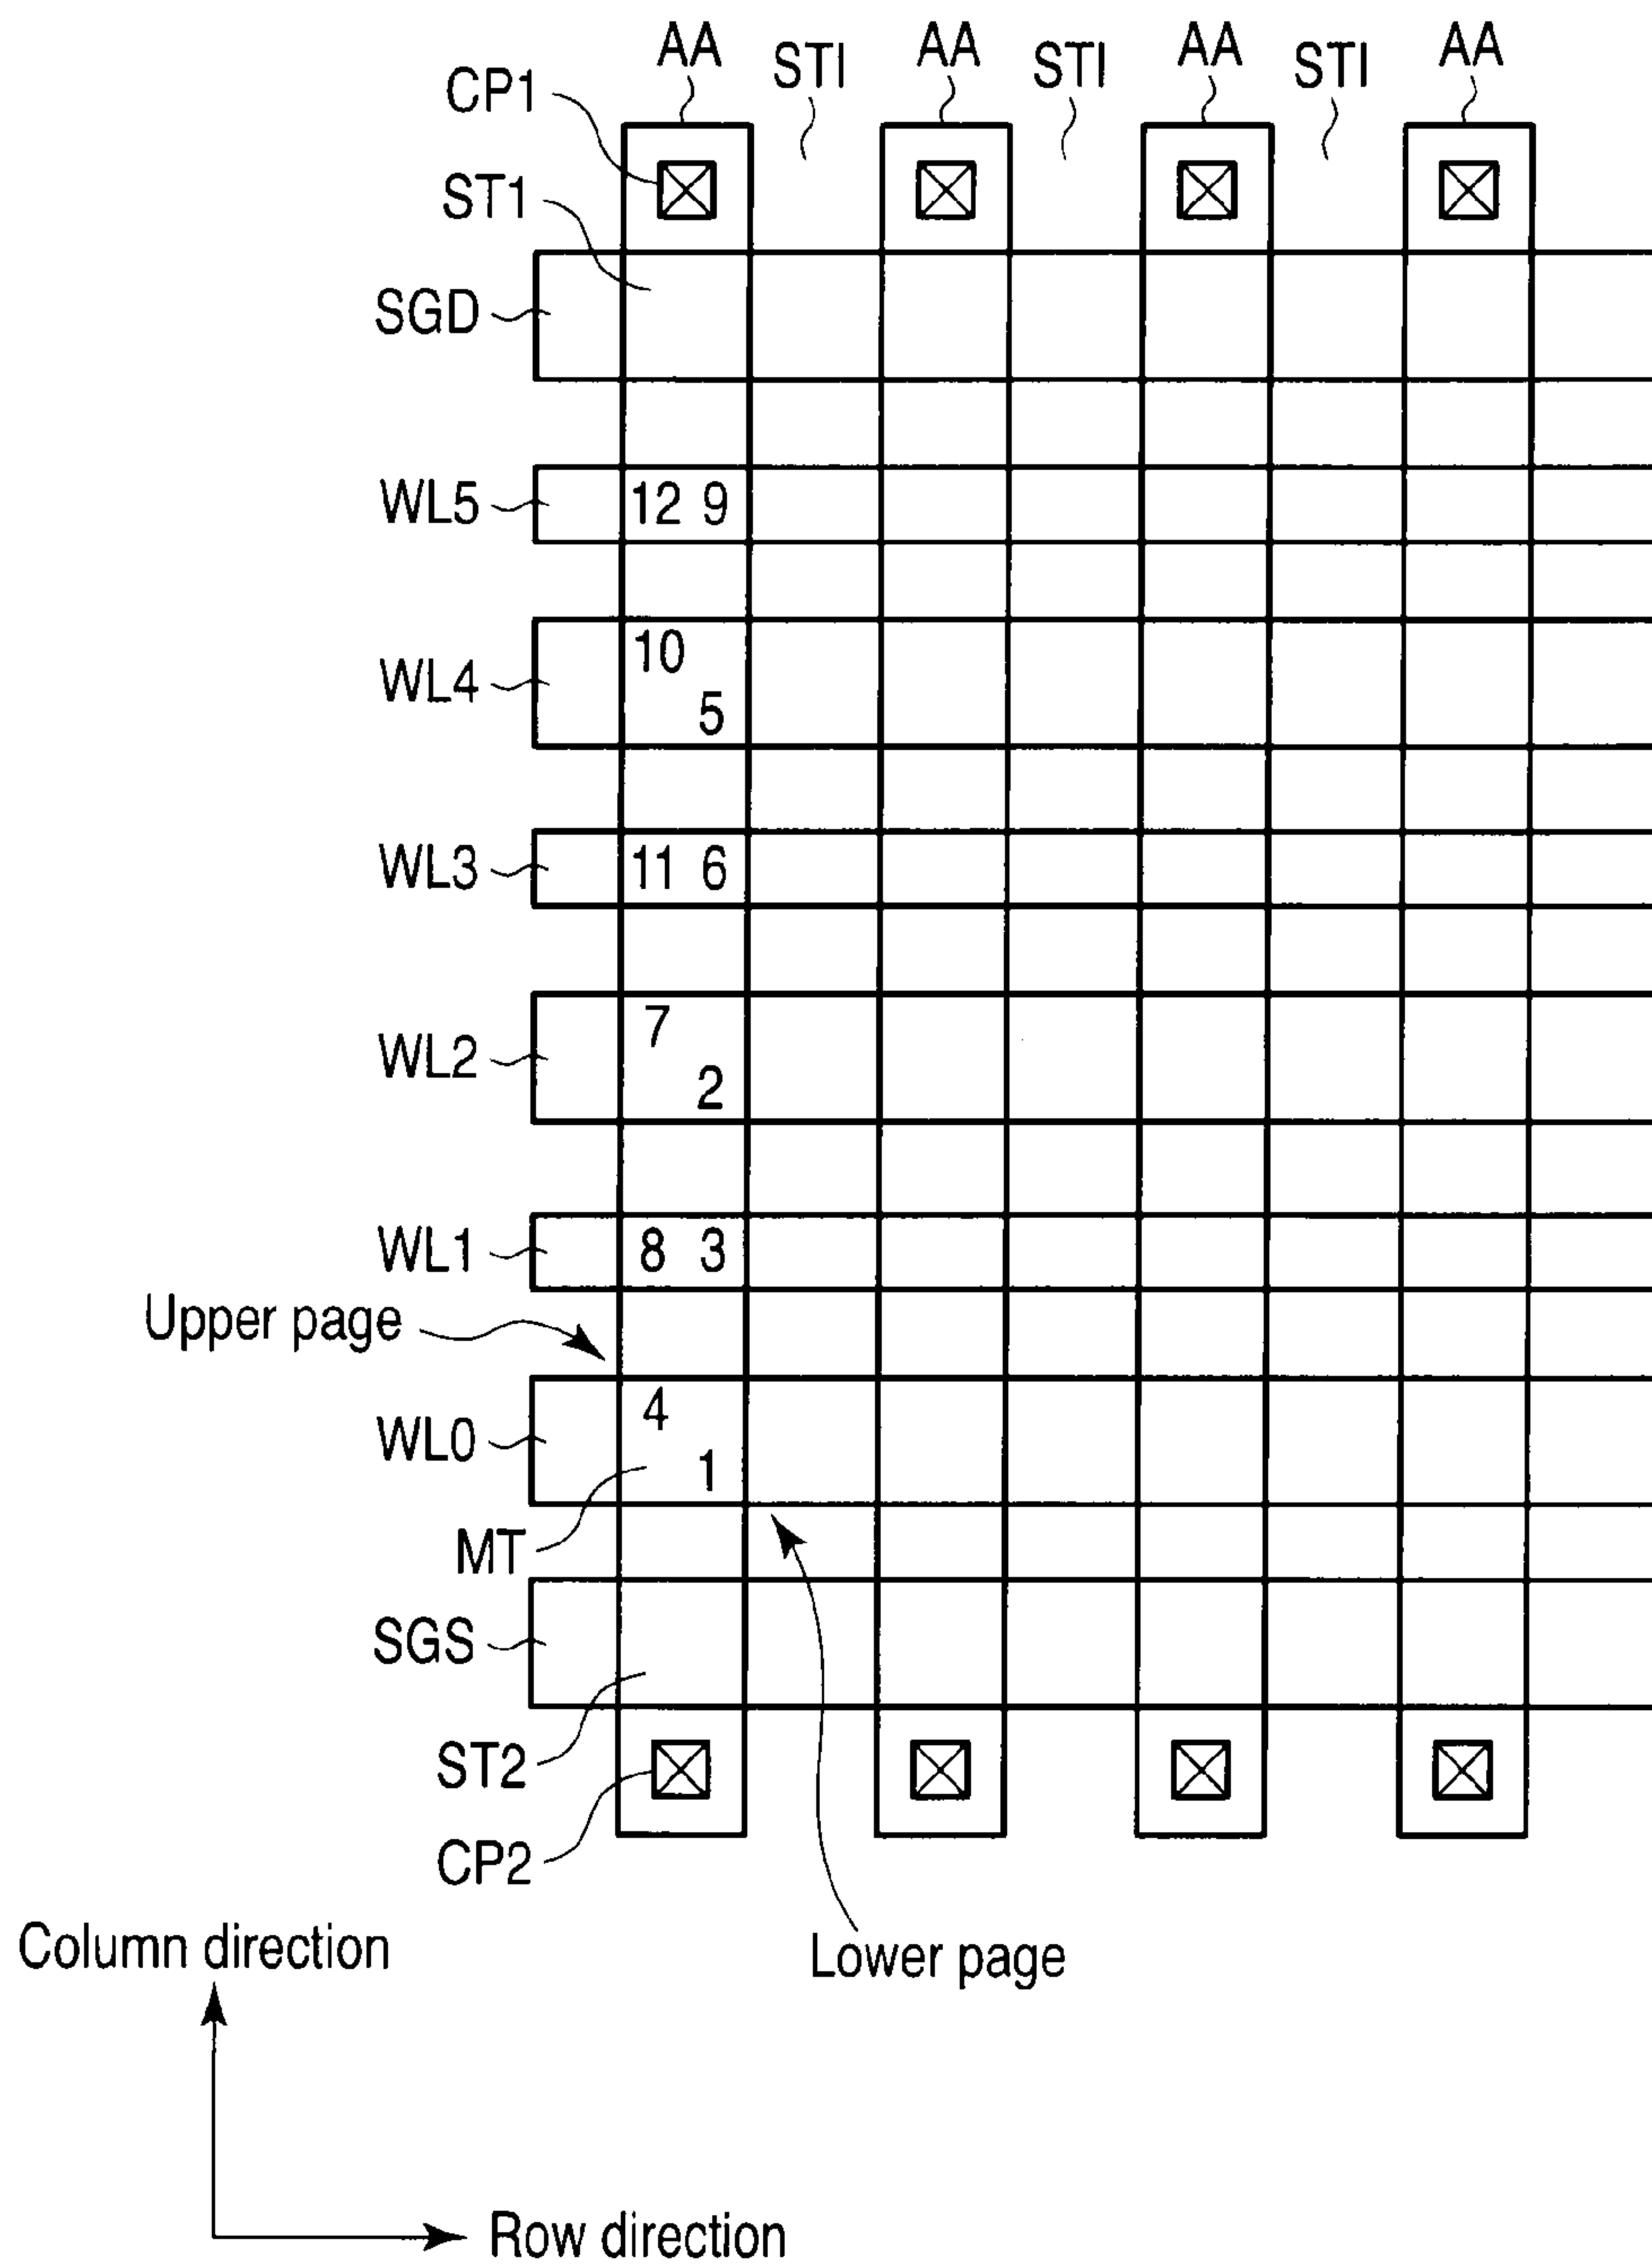 AA STI AA STI AA STI AA
CP1
ST1
SGD
WL5 12 9
WL4 10
5
WL3 11 6
WL2 7
2
WL1 8 3
Upper page
WL0 4
1
MT
SGS
ST2
CP2
Lower page
Column direction
Row direction